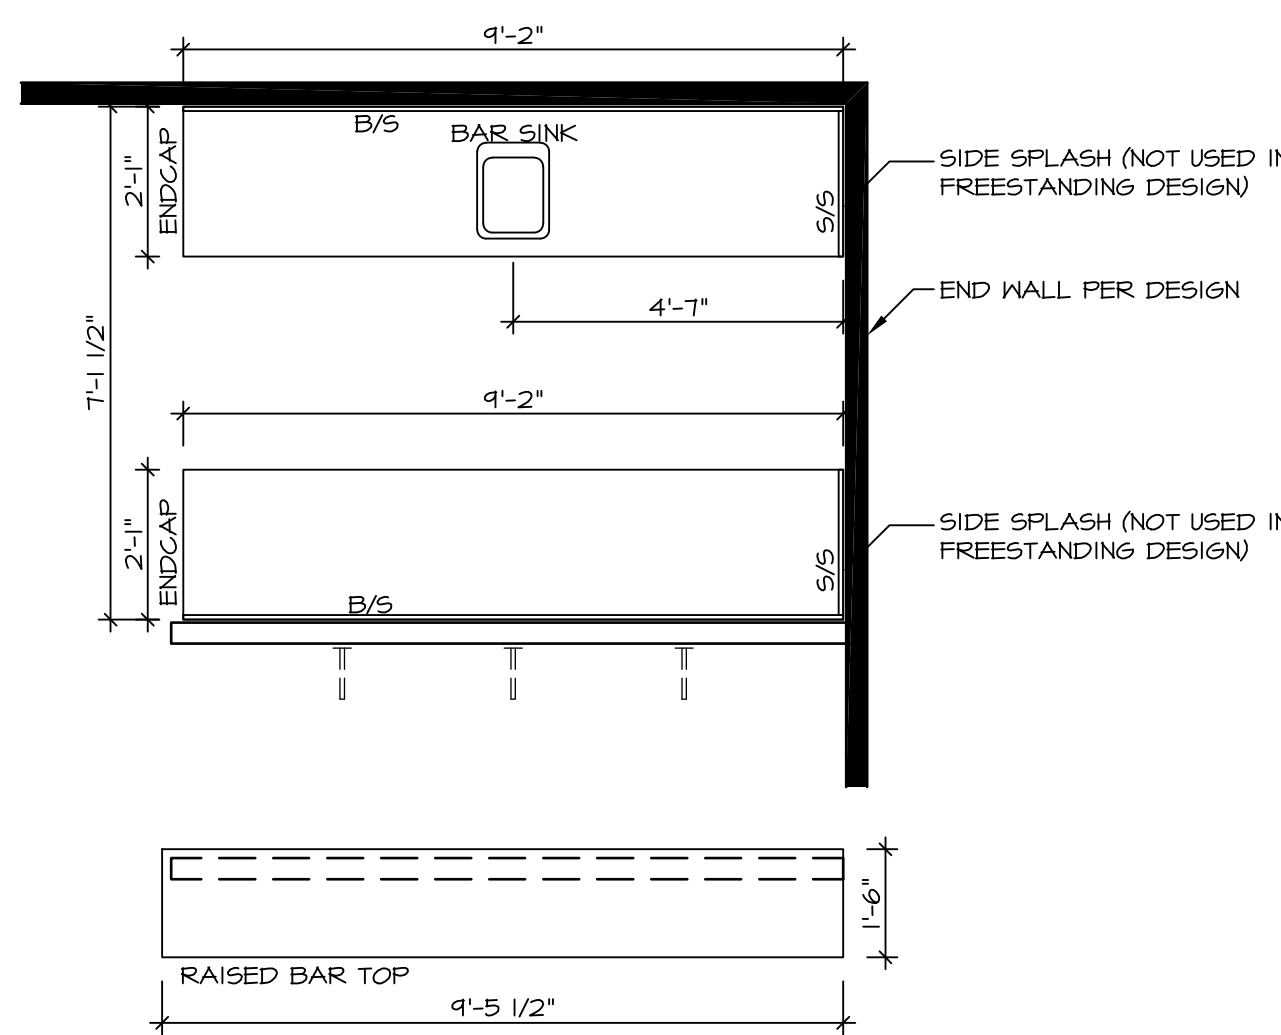 9'-2"
B/S
BAR SINK
2'-1"
ENDCAP
S/S
SIDE SPLASH (NOT USED IN
FREESTANDING DESIGN)
END WALL PER DESIGN
4'-7"
7'-1 1/2"
9'-2"
2'-1"
ENDCAP
S/S
SIDE SPLASH (NOT USED IN
FREESTANDING DESIGN)
B/S
1'-6"
RAISED BAR TOP
9'-5 1/2"